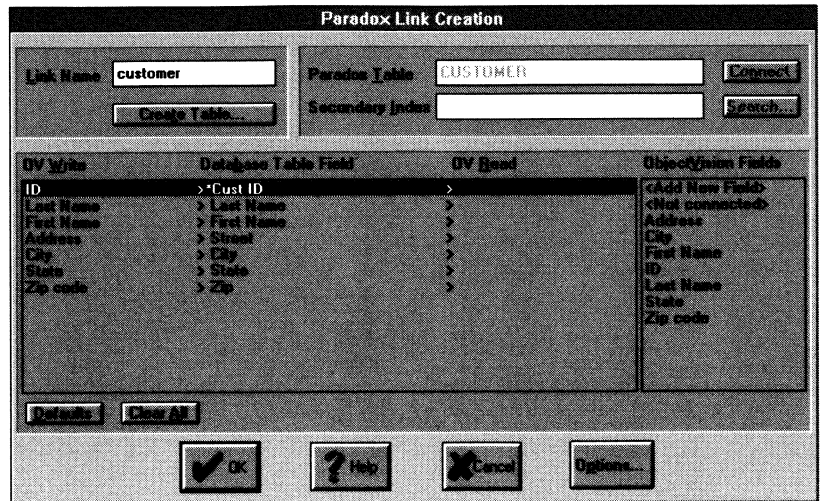 Paradox Link Creation
Link Name customer
Create Table...
Paradox Table CUSTOMER Connect
Secondary Index Search...
OV Write Database Table Field OV Read ObjectVision Fields
ID >*Cust ID > <Add New Field>
Last Name > Last Name > <Not connected>
First Name > First Name > Address
Address > Street > City
City > City > First Name
State > State > ID
Zip code > Zip > Last Name
State
Zip code
Defaults Clear All
OK ? Help Cancel Options...